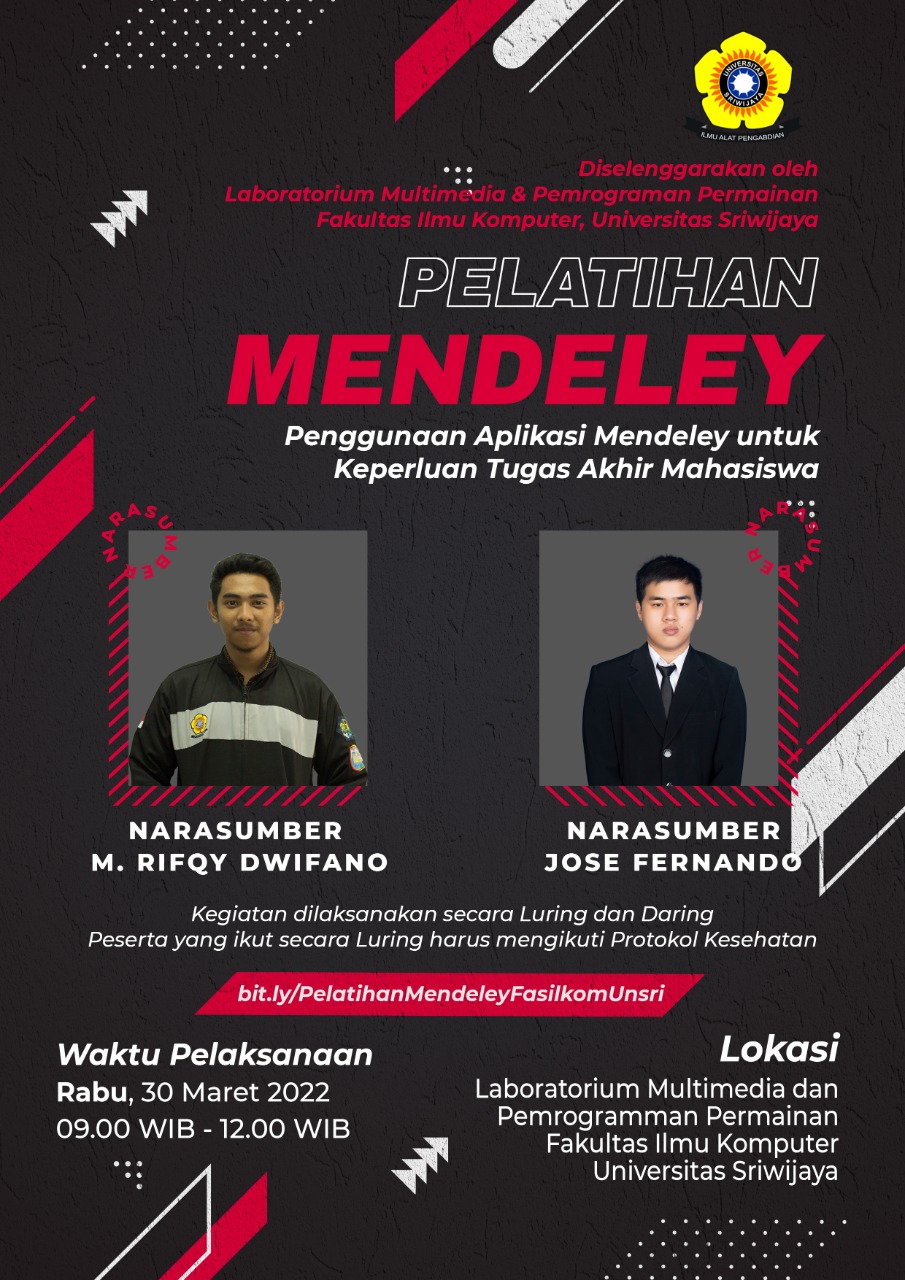 UNIVERSITAS
SRIWIJAYA
ILMU ALAT PENGABDIAN
Diselenggarakan oleh
Laboratorium Multimedia & Pemrograman Permainan
Fakultas Ilmu Komputer, Universitas Sriwijaya
PELATIHAN
MENDELEY
Penggunaan Aplikasi Mendeley untuk
Keperluan Tugas Akhir Mahasiswa
NARASUMBER
NARASUMBER
NARASUMBER
M. RIFQY DWIFANO
NARASUMBER
JOSE FERNANDO
Kegiatan dilaksanakan secara Luring dan Daring
Peserta yang ikut secara Luring harus mengikuti Protokol Kesehatan
bit.ly/PelatihanMendeleyFasilkomUnsri
Waktu Pelaksanaan
Rabu, 30 Maret 2022
09.00 WIB - 12.00 WIB
Lokasi
Laboratorium Multimedia dan
Pemrogramman Permainan
Fakultas Ilmu Komputer
Universitas Sriwijaya